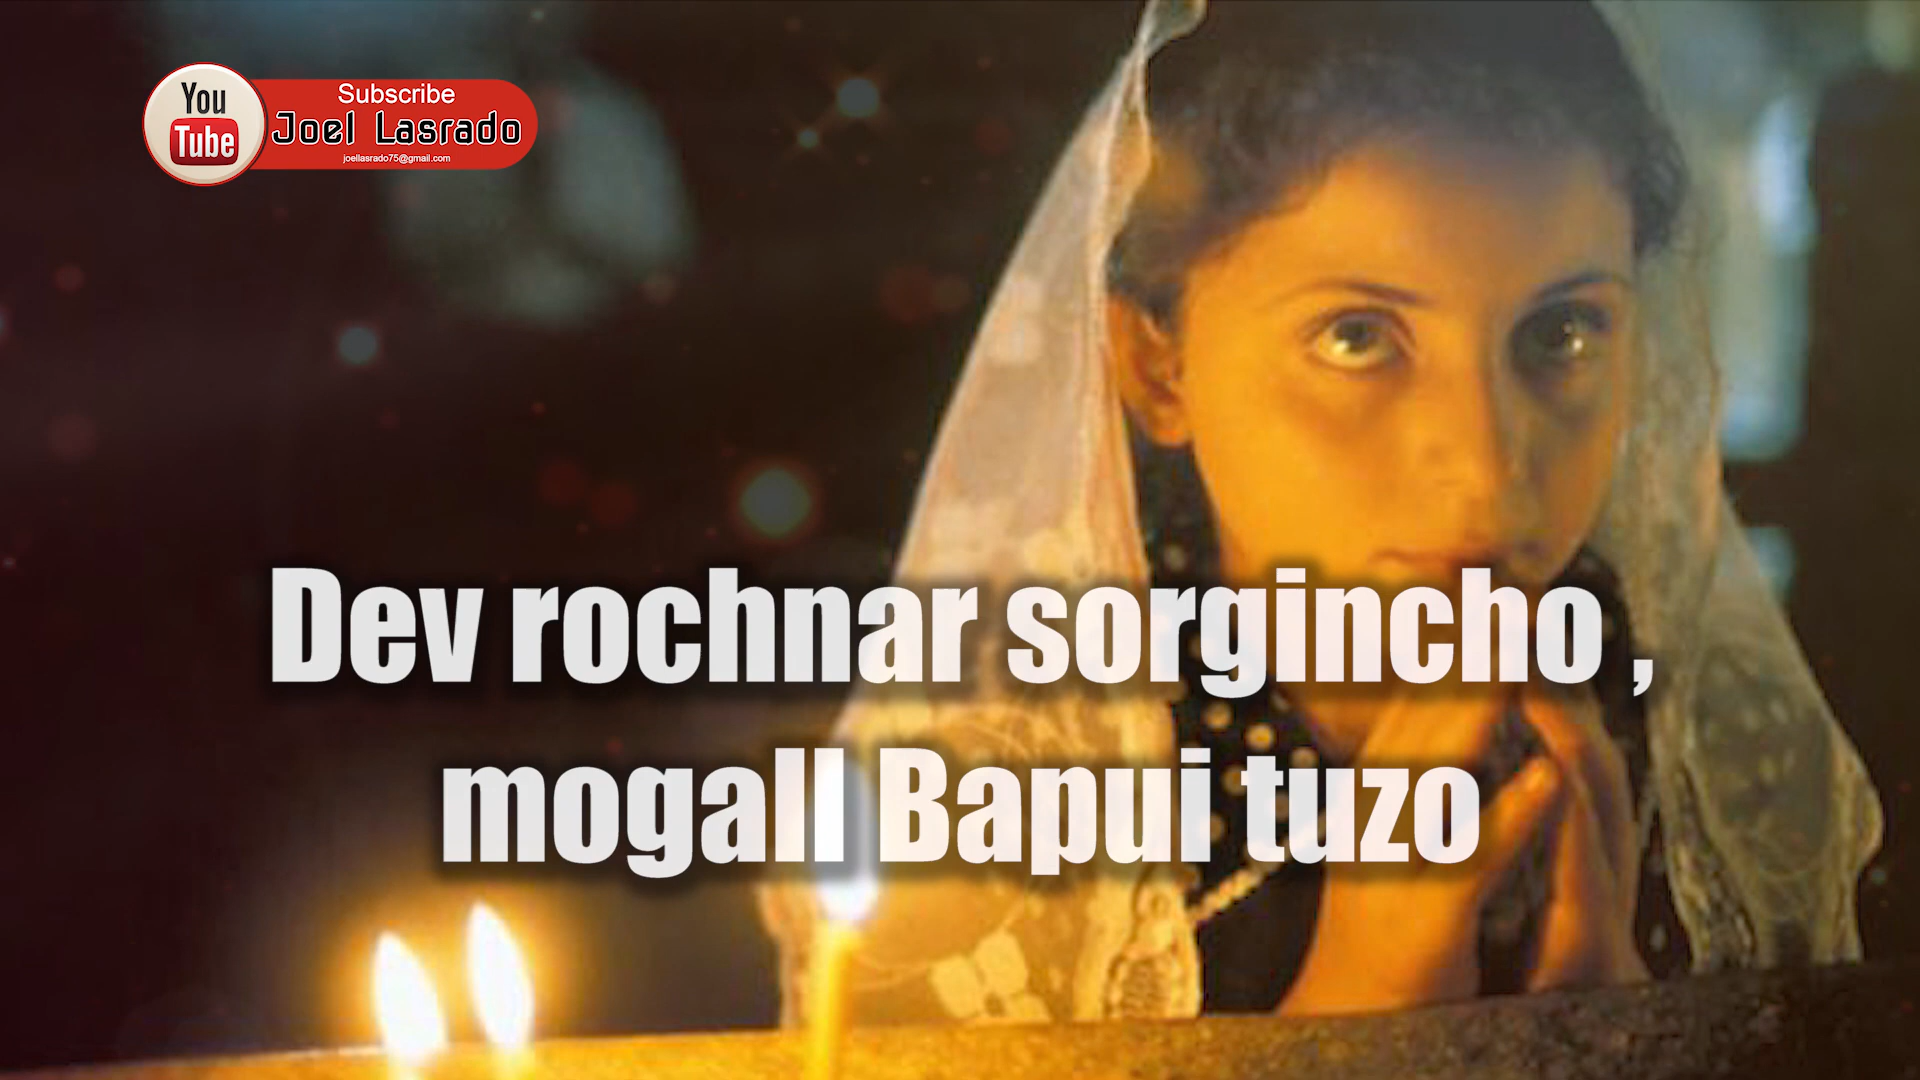 You
Tube
Subscribe
Joel Lasrado
joellasrado75@gmail.com
Dev rochnar sorgincho ,
mogall Bapui tuzo